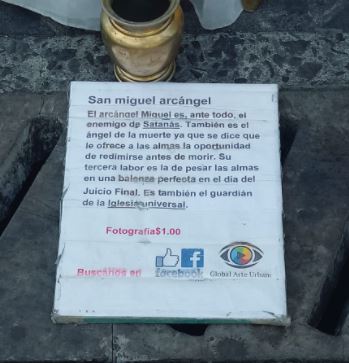 San miguel arcángel
El arcángel Miguel es, ante todo, el
enemigo de Satanás. También es el
ángel de la muerte ya que se dice que
le ofrece a las almas la oportunidad
de redimirse antes de morir. Su
tercera labor es la de pesar las almas
en una balanza perfecta en el día del
Juicio Final. Es también el guardián
de la Iglesia universal.
Fotografía$1.00
Buscanos en facebook Global Arte Urbano